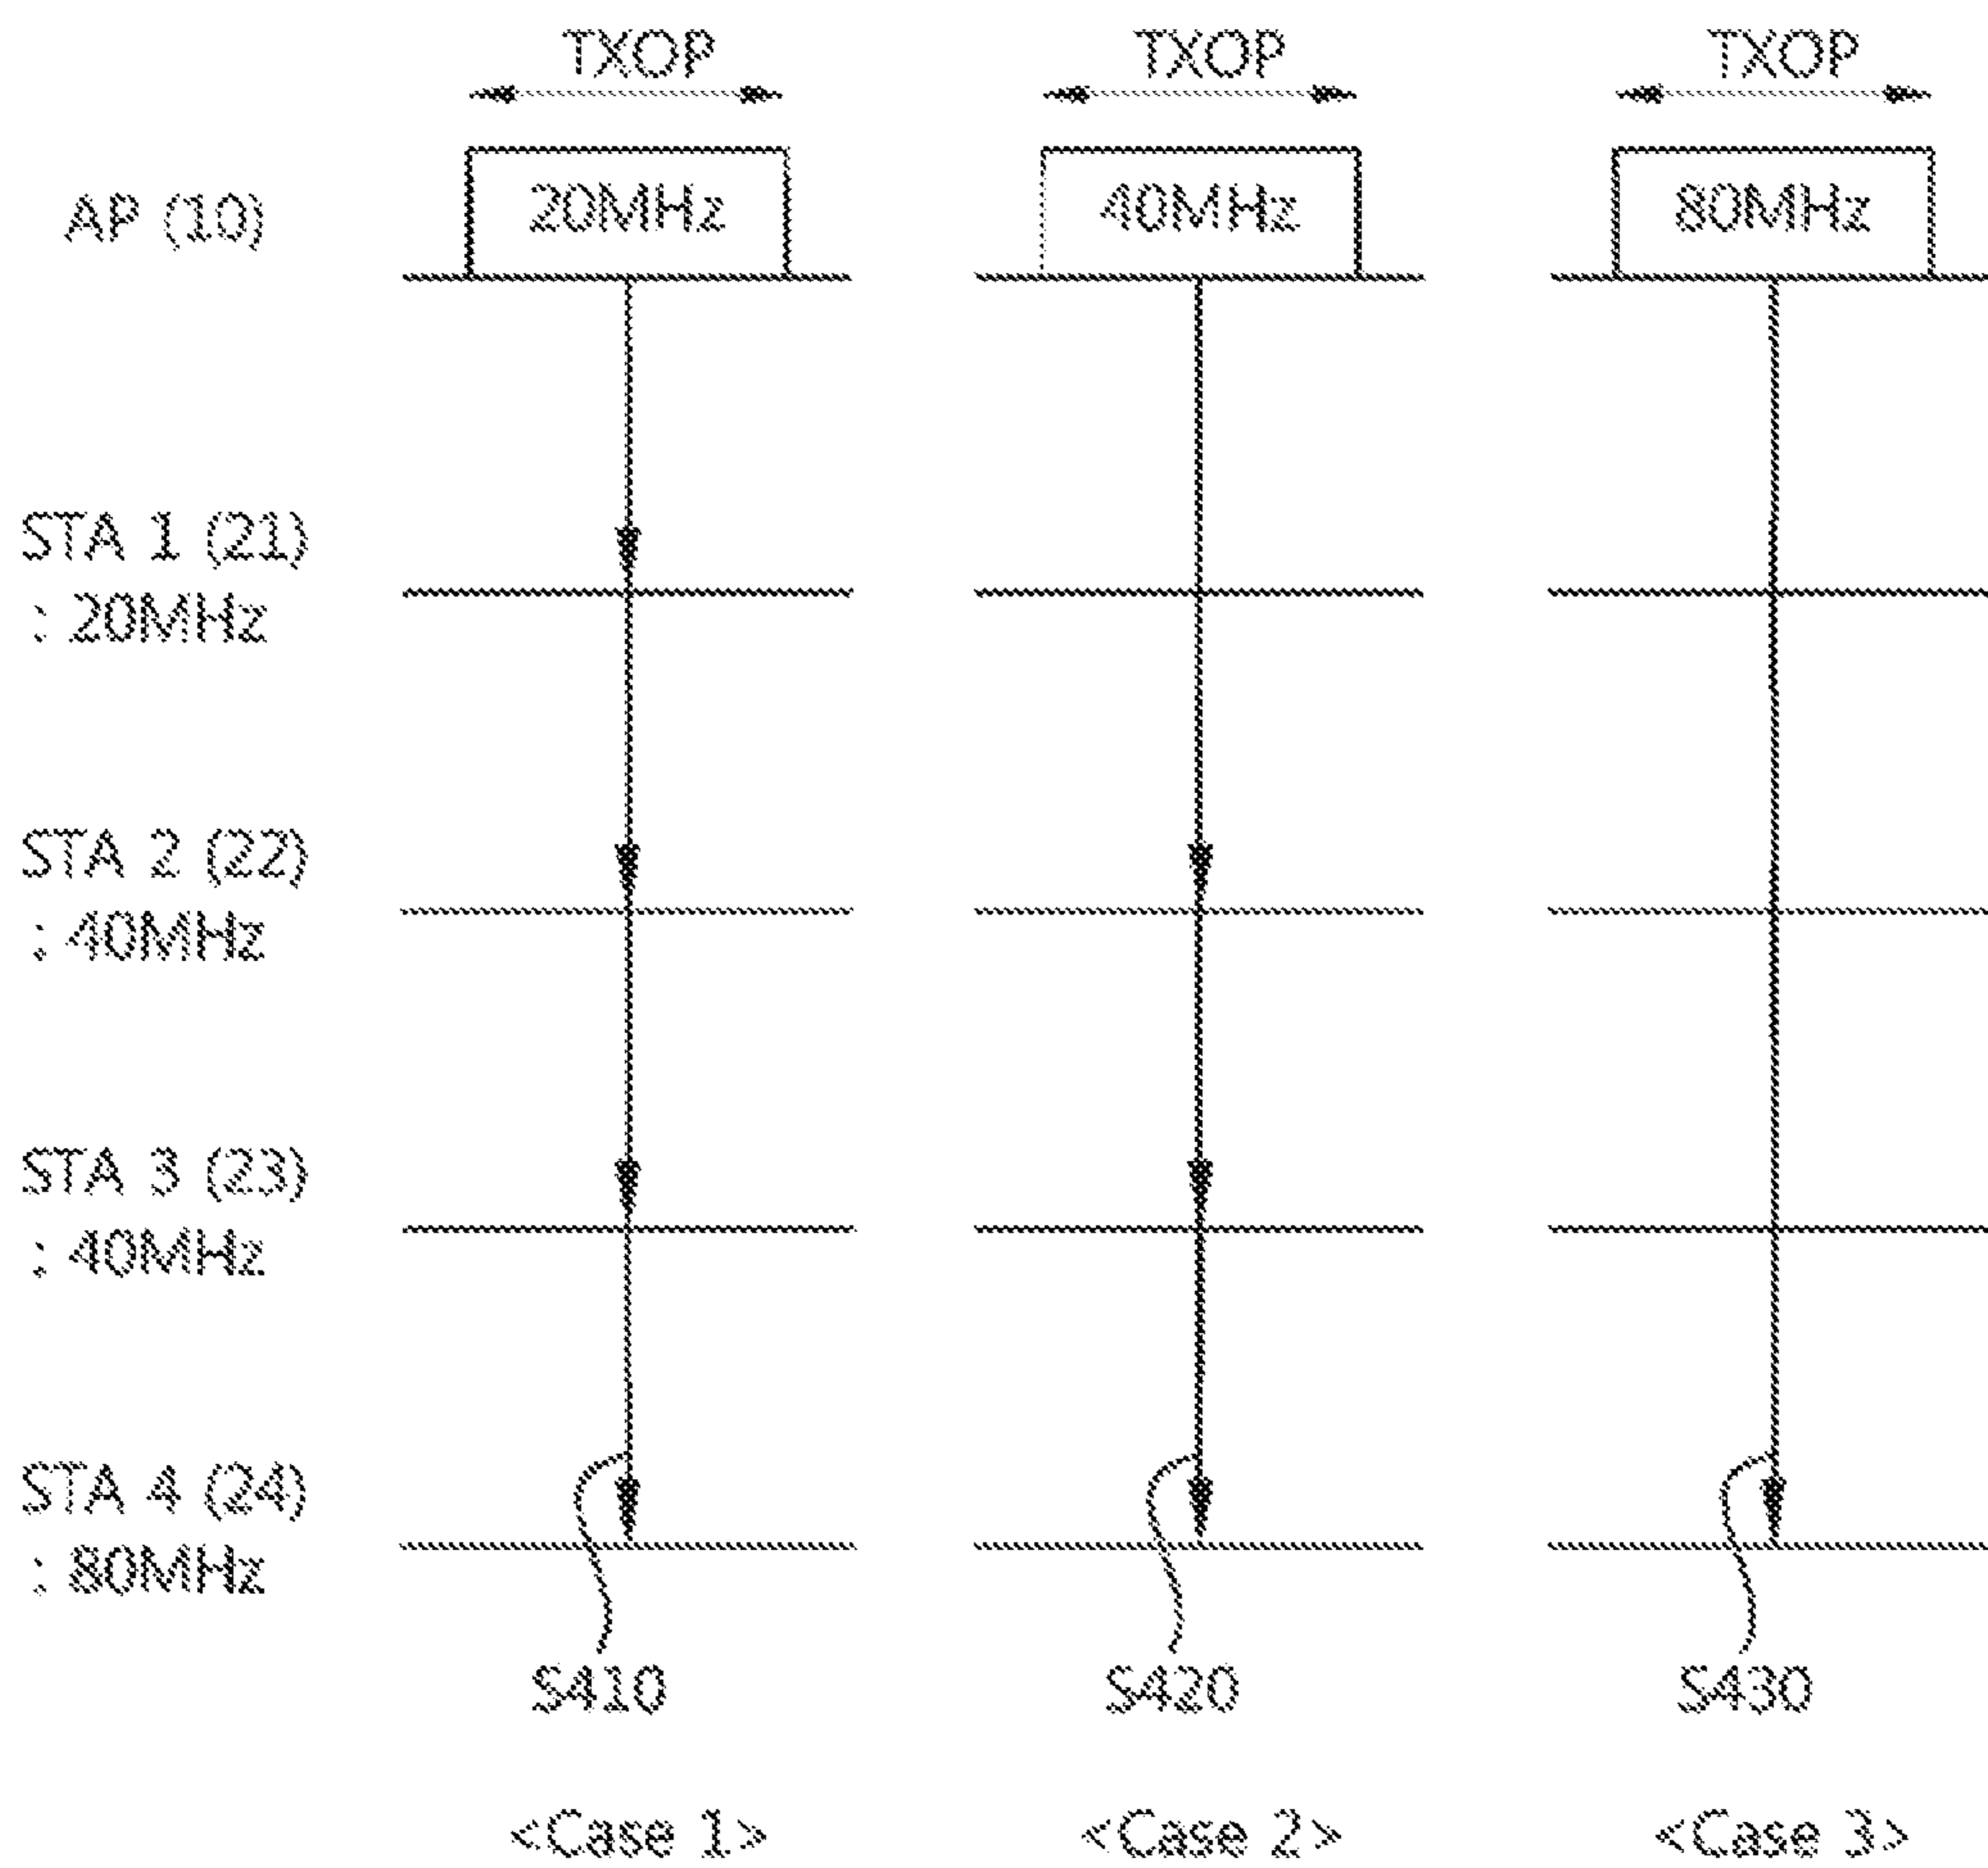 TXOP TXOP TXOP
AP (10) 20MHz 40MHz 80MHz
STA 1 (21)
: 20MHz
STA 2 (22)
: 40MHz
STA 3 (23)
: 40MHz
STA 4 (24)
: 80MHz
S410 S420 S430
<Case 1> <Case 2> <Case 3>